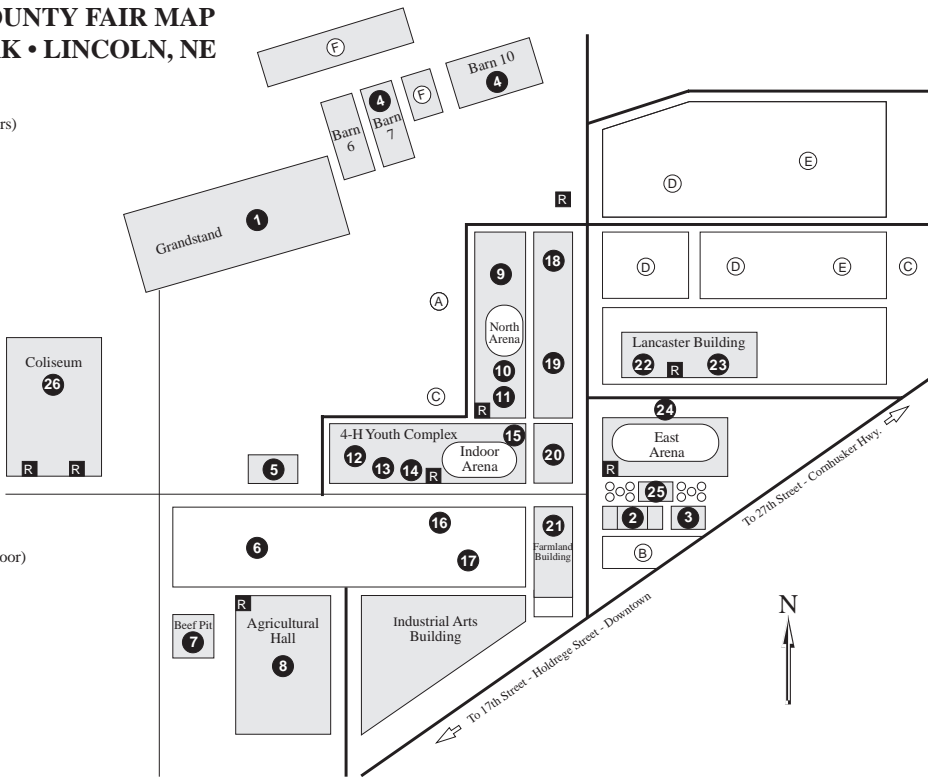 OUNTY FAIR MAP
K • LINCOLN, NE
rs)
oor)
F
Barn 10
4
4
F
Barn
6
Barn
7
E
D
R
1
Grandstand
9
18
D
D
E
C
A
North
Arena
Lancaster Building
22
R
23
Coliseum
26
10
19
C
11
R
24
4-H Youth Complex
15
East
Arena
12
13
14
R
Indoor
Arena
20
R
R
R
5
25
To 27th Street - Cornhusker Hwy.
16
21
2
3
6
17
Farmland
Building
B
R
Beef Pit
7
Agricultural
Hall
8
Industrial Arts
Building
To 17th Street - Holdrege Street - Downtown
N